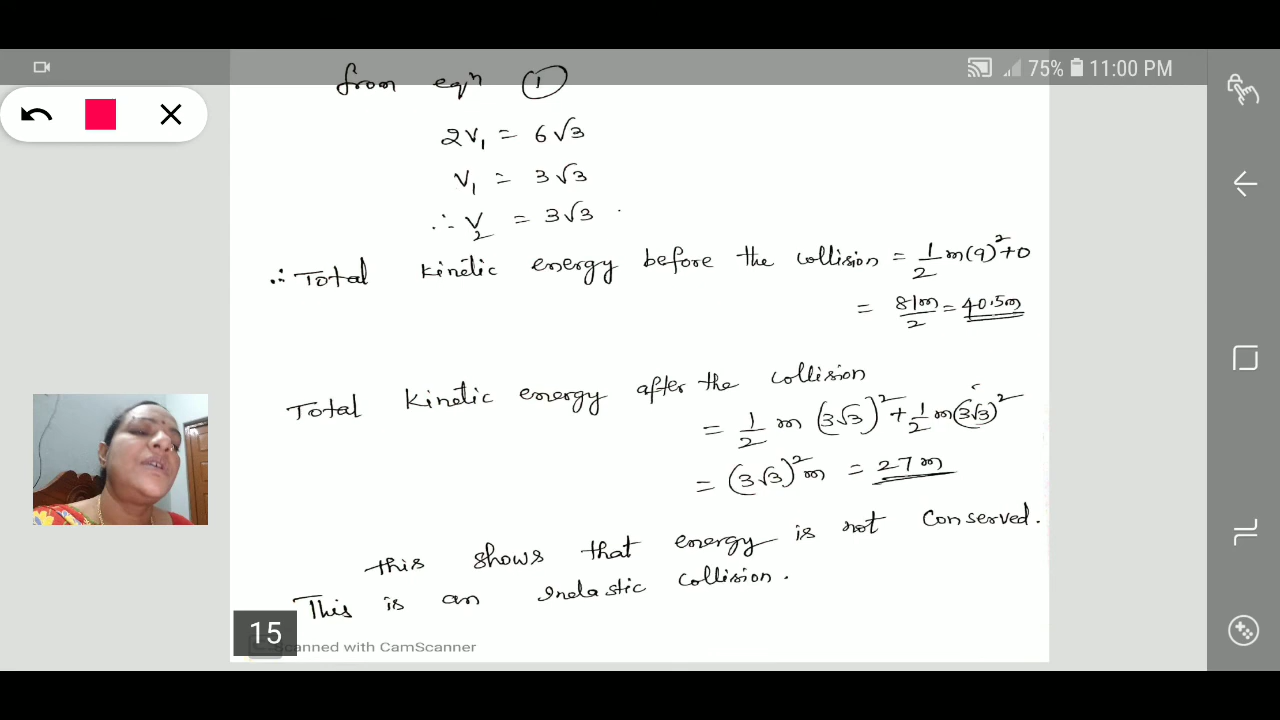 75% 11:00 PM
from eqn ①
2V₁ = 6√3
V₁ = 3√3
∴ V₂ = 3√3
∴ Total kinetic energy before the collision = 1/2 m(9)² + 0
= 81m/2 = 40.5m
Total kinetic energy after the collision
= 1/2 m (3√3)² + 1/2 m(3√3)²
= (3√3)² m = 27m
This shows that energy is not conserved.
This is an Inelastic collision.
15
Scanned with CamScanner